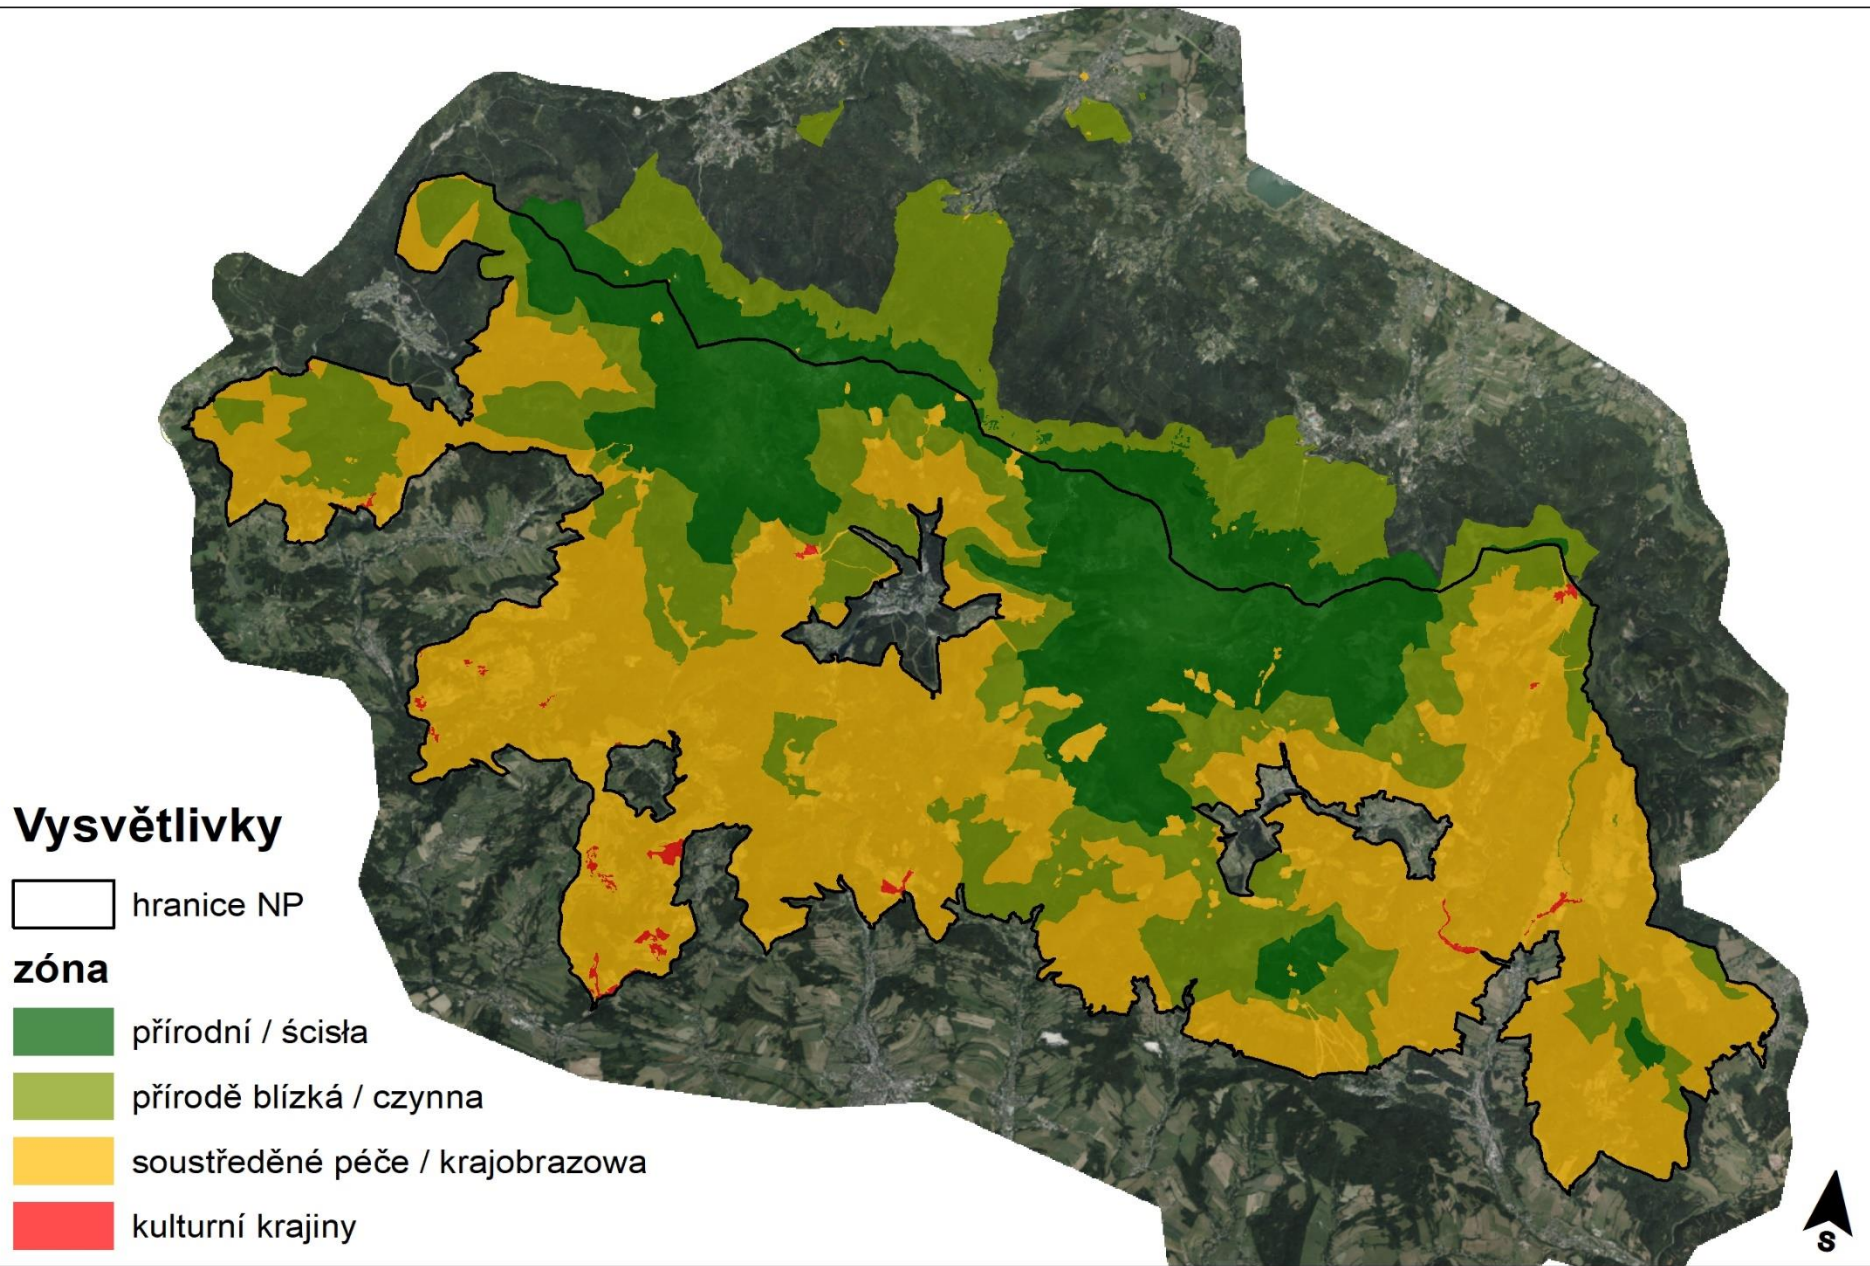 Vysvětlivky
hranice NP
zóna
přírodní / ścisła
přírodě blízká / czynna
soustředěné péče / krajobrazowa
kulturní krajiny
S